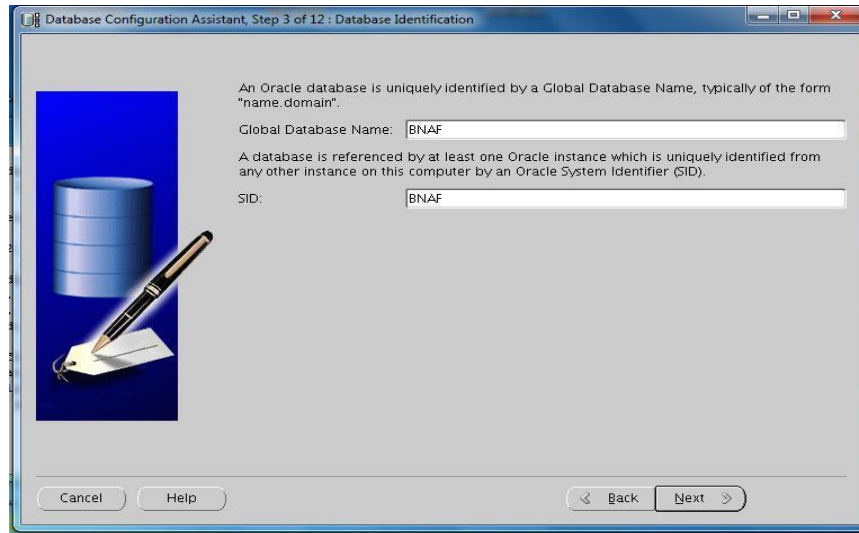 Database Configuration Assistant, Step 3 of 12 : Database Identification
An Oracle database is uniquely identified by a Global Database Name, typically of the form
"name.domain".
Global Database Name: BNAF
A database is referenced by at least one Oracle instance which is uniquely identified from
any other instance on this computer by an Oracle System Identifier (SID).
SID: BNAF
Cancel Help Back Next